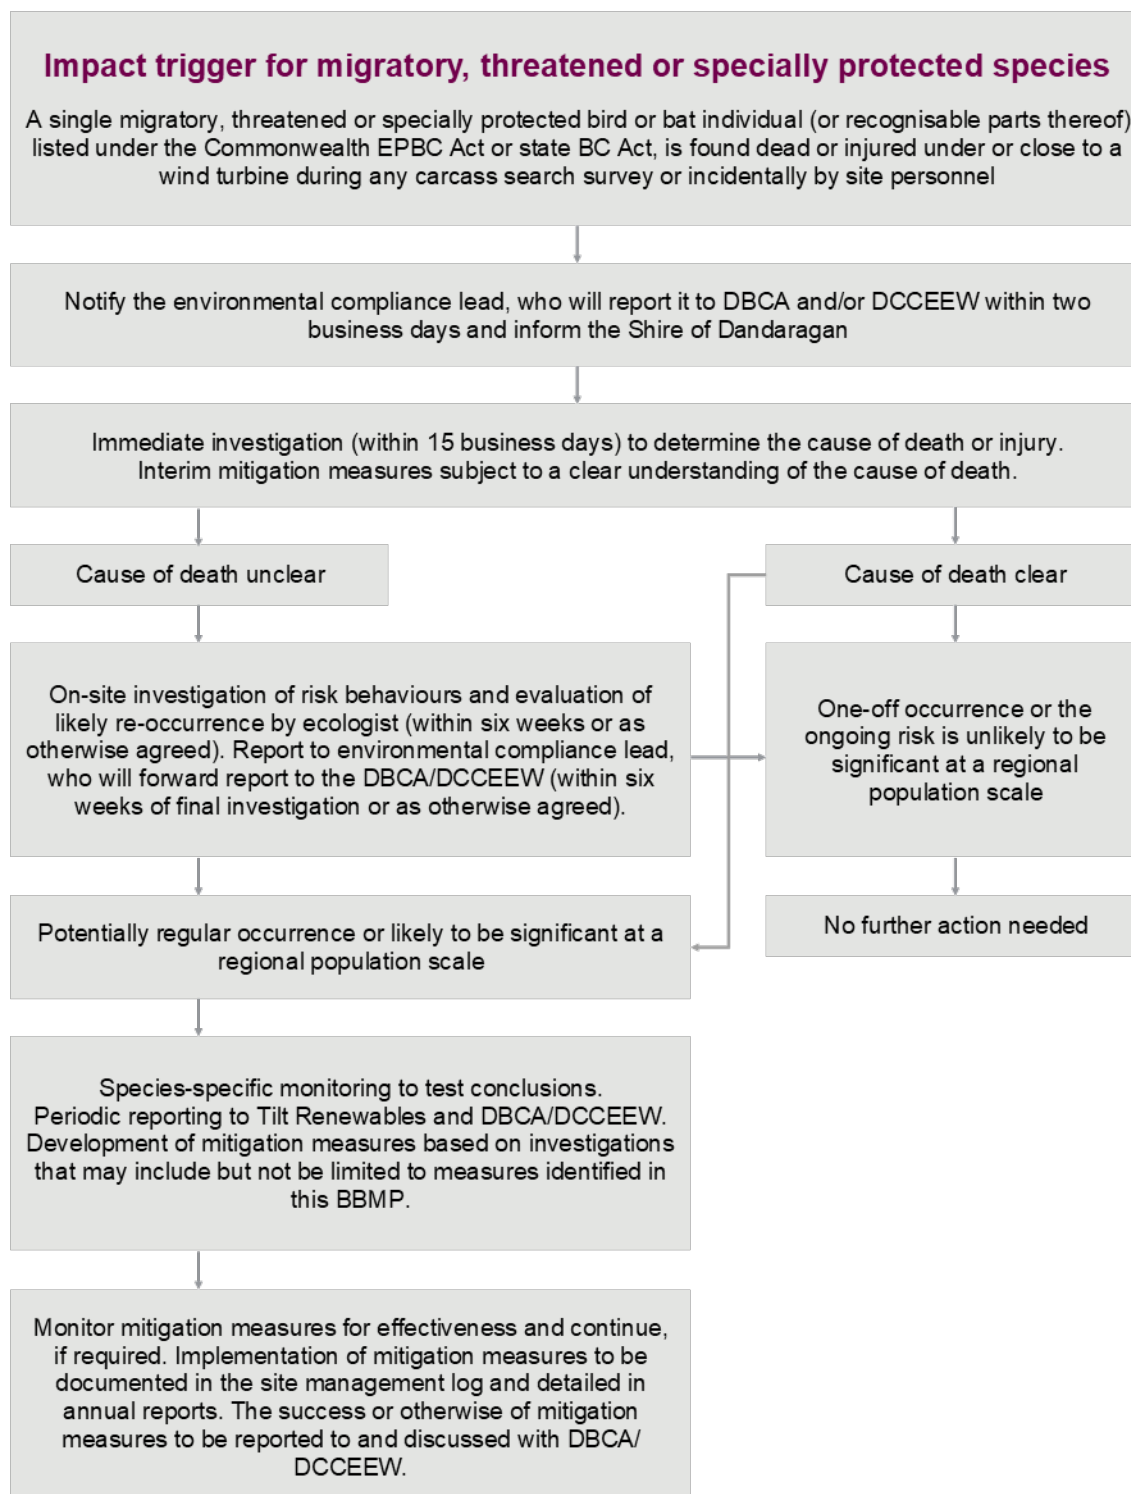 Impact trigger for migratory, threatened or specially protected species
A single migratory, threatened or specially protected bird or bat individual (or recognisable parts thereof)
listed under the Commonwealth EPBC Act or state BC Act, is found dead or injured under or close to a
wind turbine during any carcass search survey or incidentally by site personnel
Notify the environmental compliance lead, who will report it to DBCA and/or DCCEEW within two
business days and inform the Shire of Dandaragan
Immediate investigation (within 15 business days) to determine the cause of death or injury.
Interim mitigation measures subject to a clear understanding of the cause of death.
Cause of death unclear
Cause of death clear
On-site investigation of risk behaviours and evaluation of
likely re-occurrence by ecologist (within six weeks or as
otherwise agreed). Report to environmental compliance lead,
who will forward report to the DBCA/DCCEEW (within six
weeks of final investigation or as otherwise agreed).
One-off occurrence or the
ongoing risk is unlikely to be
significant at a regional
population scale
Potentially regular occurrence or likely to be significant at a
regional population scale
No further action needed
Species-specific monitoring to test conclusions.
Periodic reporting to Tilt Renewables and DBCA/DCCEEW.
Development of mitigation measures based on investigations
that may include but not be limited to measures identified in
this BBMP.
Monitor mitigation measures for effectiveness and continue,
if required. Implementation of mitigation measures to be
documented in the site management log and detailed in
annual reports. The success or otherwise of mitigation
measures to be reported to and discussed with DBCA/
DCCEEW.